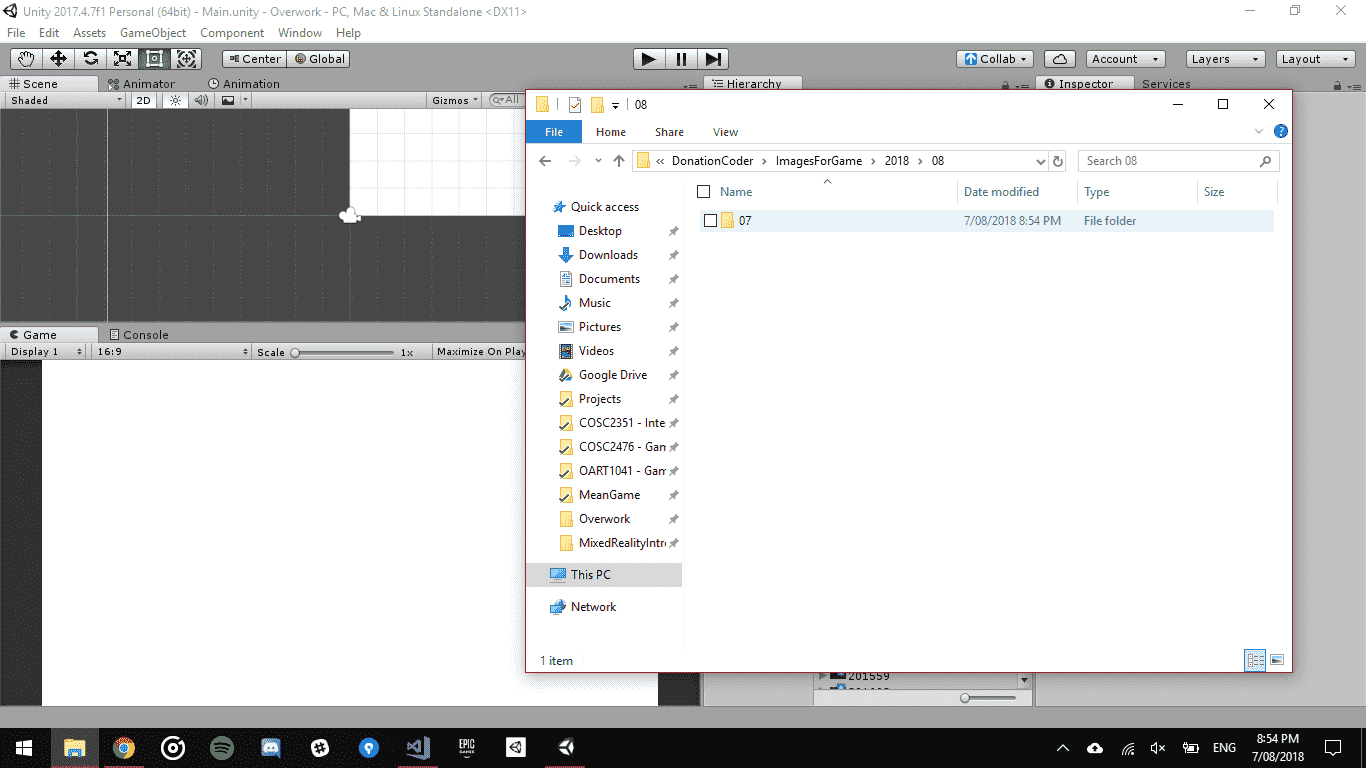 Unity 2017.4.7f1 Personal (64bit) - Main.unity - Overwork - PC, Mac & Linux Standalone <DX11>
File Edit Assets GameObject Component Window Help
Center Global
Collab Account Layers Layout
Scene Animator Animation
Hierarchy
Inspector Services
Shaded 2D Gizmos All
08
File Home Share View
« DonationCoder > ImagesForGame > 2018 > 08
Search 08
Name Date modified Type Size
07 7/08/2018 8:54 PM File folder
Quick access
Desktop
Downloads
Documents
Music
Pictures
Videos
Google Drive
Projects
COSC2351 - Inte
COSC2476 - Gam
OART1041 - Gam
MeanGame
Overwork
MixedRealityIntr
This PC
Network
1 item
Game Console
Display 1 16:9 Scale 1x Maximize On Play
201559
EPIC
GAMES
ENG
8:54 PM
7/08/2018